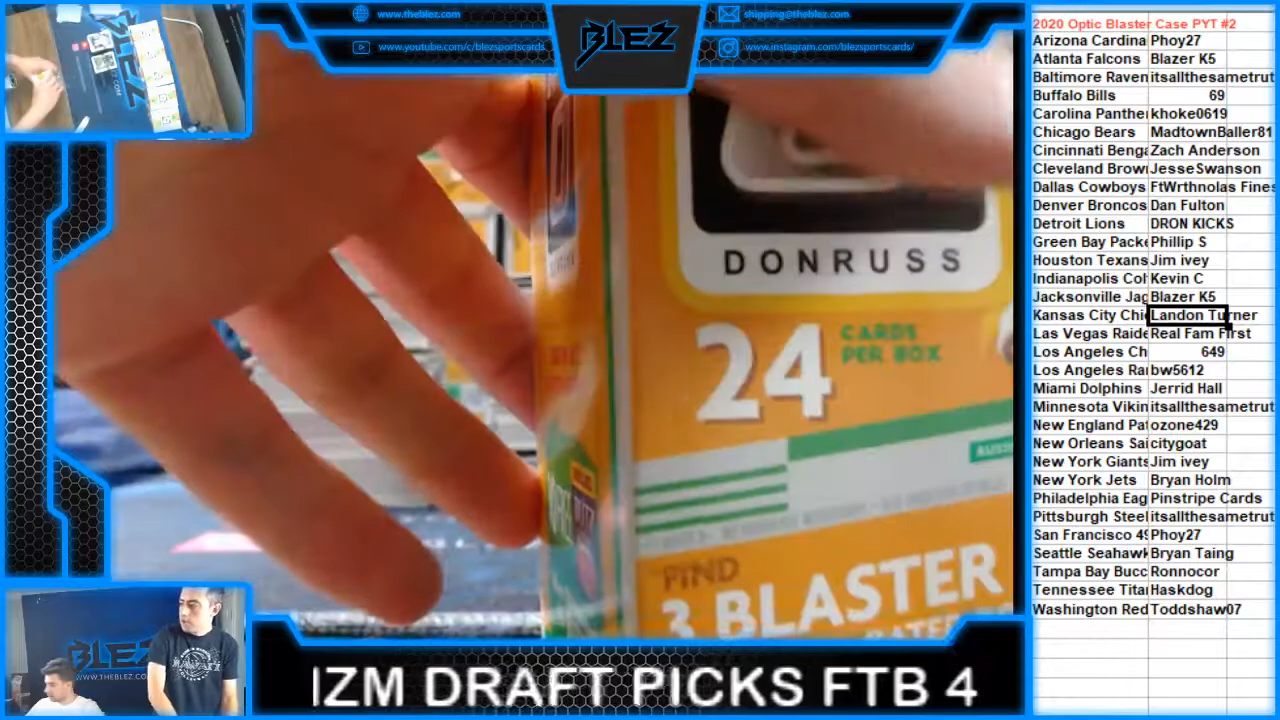 www.theblez.com
shipping@theblez.com
www.youtube.com/c/blezsportscards
www.instagram.com/blezsportscards/
BLEZ
DONRUSS
24
CARDS
PER BOX
3 BLASTER
BLEZ
WWW.THEBLEZ.COM
IZM DRAFT PICKS FTB 4
2020 Optic Blaster Case PYT #2
Arizona Cardina Phoy27
Atlanta Falcons Blazer K5
Baltimore Raven itsallthesametrut
Buffalo Bills 69
Carolina Panthe khoke0619
Chicago Bears MadtownBaller81
Cincinnati Benga Zach Anderson
Cleveland Brow JesseSwanson
Dallas Cowboys FtWrthnolas Fines
Denver Broncos Dan Fulton
Detroit Lions DRON KICKS
Green Bay Packe Phillip S
Houston Texans Jim ivey
Indianapolis Col Kevin C
Jacksonville Jag Blazer K5
Kansas City Chi Landon Turner
Las Vegas Raide Real Fam First
Los Angeles Ch 649
Los Angeles Ra bw5612
Miami Dolphins Jerrid Hall
Minnesota Vikin itsallthesametrut
New England Pat ozone429
New Orleans Sai citygoat
New York Giants Jim ivey
New York Jets Bryan Holm
Philadelphia Eag Pinstripe Cards
Pittsburgh Steel itsallthesametrut
San Francisco 49 Phoy27
Seattle Seahawk Bryan Taing
Tampa Bay Bucc Ronnocor
Tennessee Titar Haskdog
Washington Red Toddshaw07